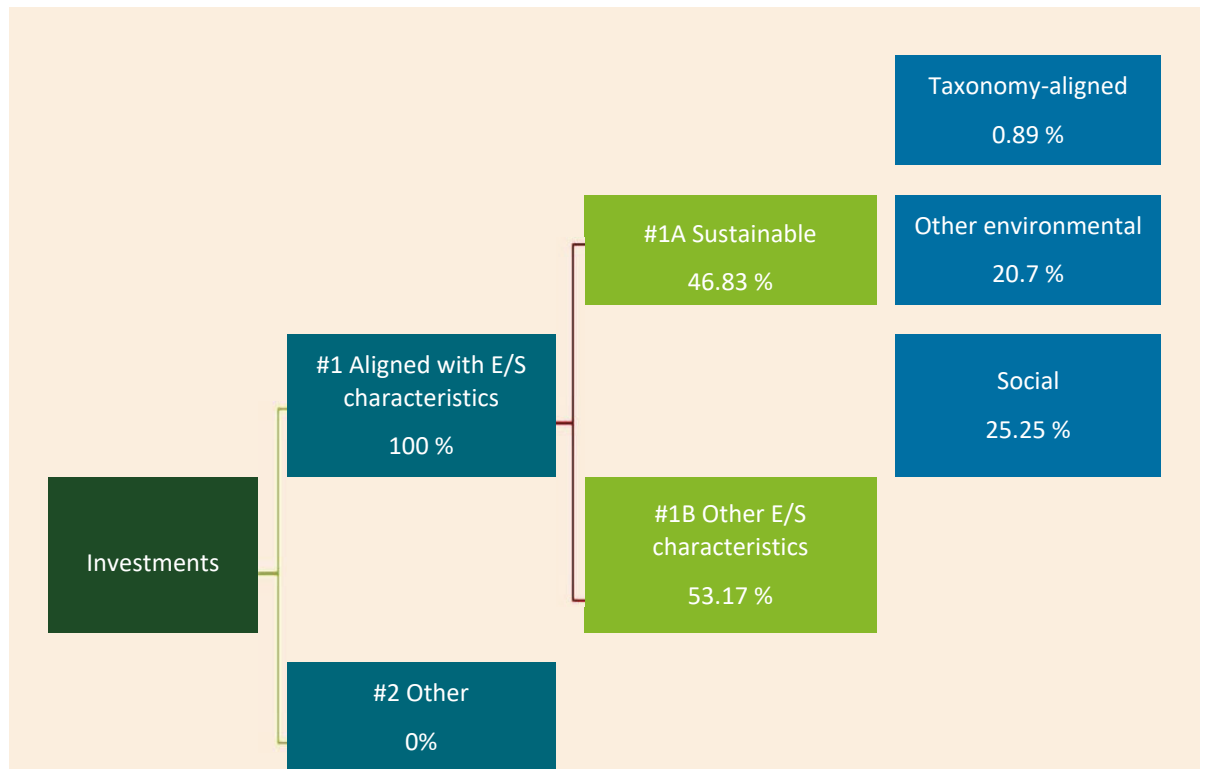 Taxonomy-aligned
0.89 %
#1A Sustainable
46.83 %
Other environmental
20.7 %
#1 Aligned with E/S
characteristics
100 %
Social
25.25 %
Investments
#1B Other E/S
characteristics
53.17 %
#2 Other
0%